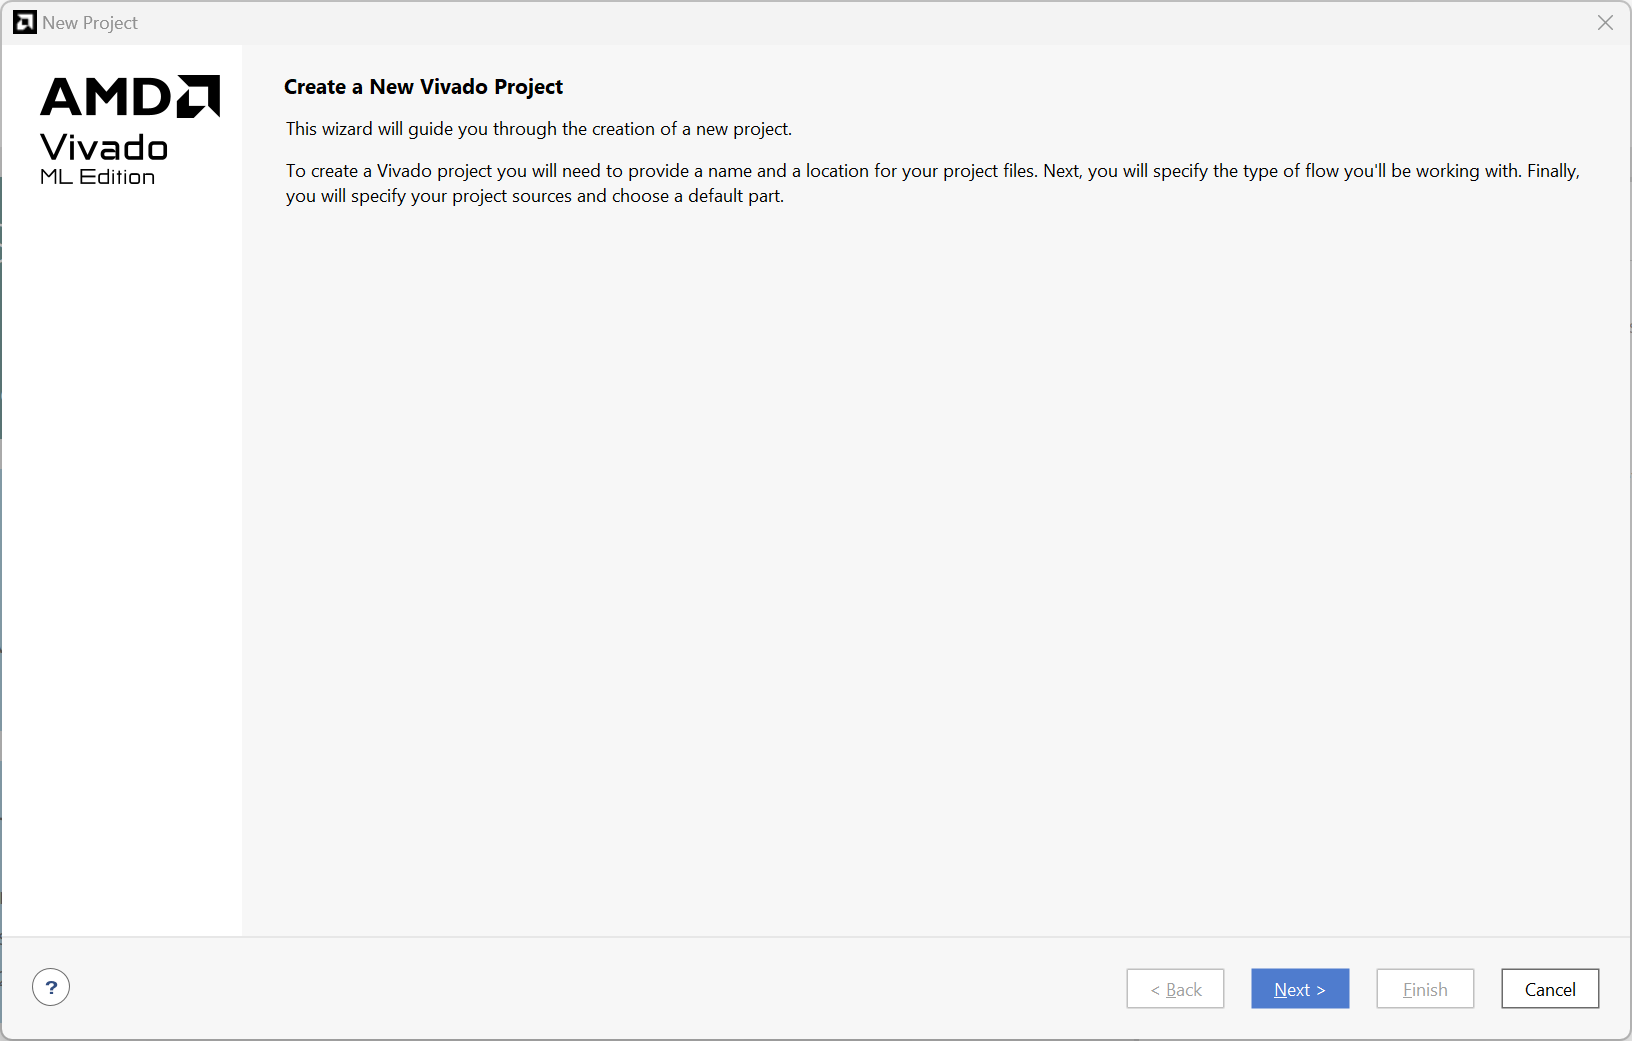 New Project
AMD
Vivado
ML Edition
Create a New Vivado Project
This wizard will guide you through the creation of a new project.
To create a Vivado project you will need to provide a name and a location for your project files. Next, you will specify the type of flow you'll be working with. Finally,
you will specify your project sources and choose a default part.
?
< Back
Next >
Finish
Cancel